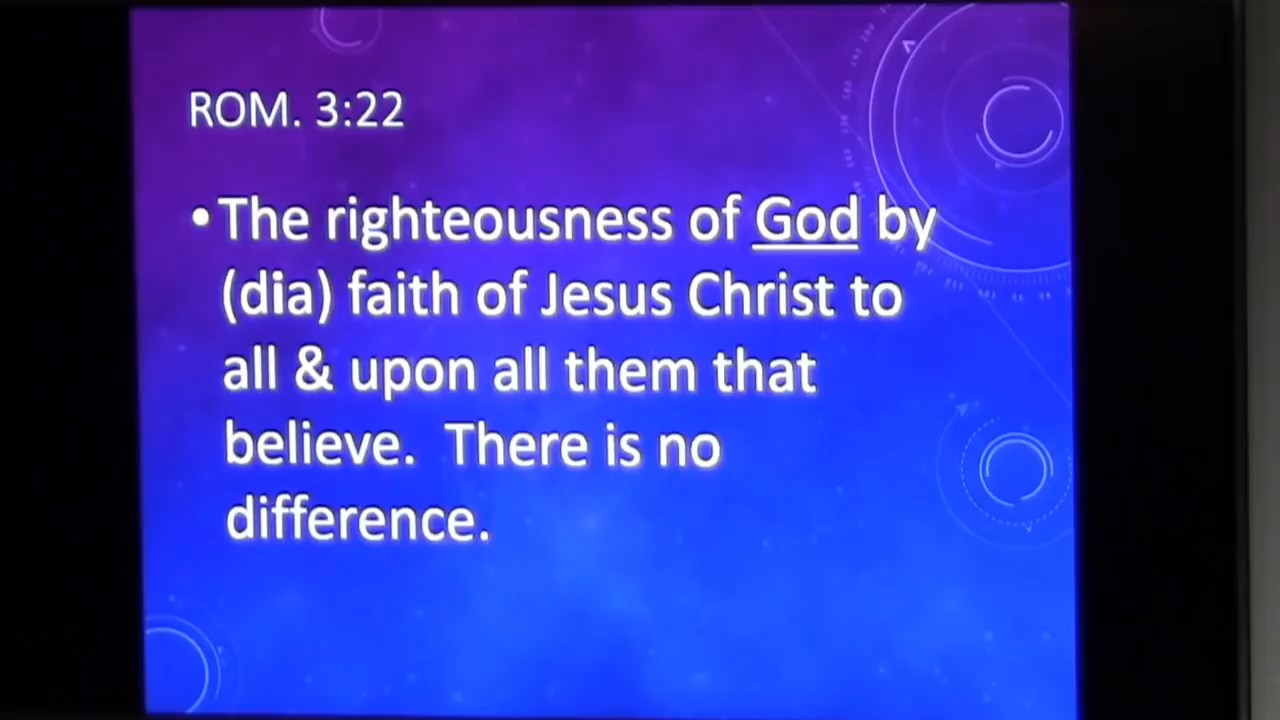 ROM. 3:22
• The righteousness of God by
(dia) faith of Jesus Christ to
all & upon all them that
believe. There is no
difference.